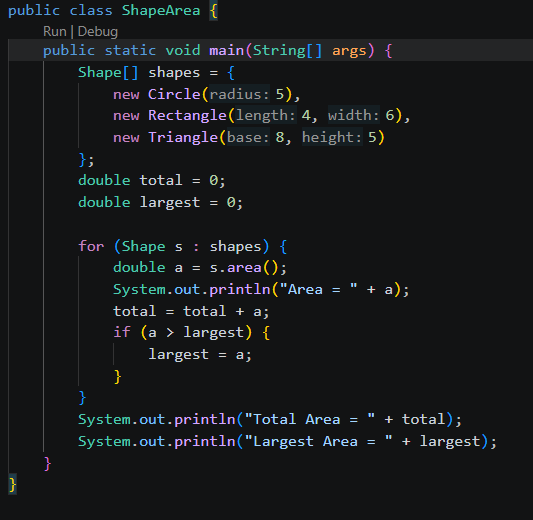 public class ShapeArea {
Run | Debug
public static void main(String[] args) {
Shape[] shapes = {
new Circle(radius: 5),
new Rectangle(length: 4, width: 6),
new Triangle(base: 8, height: 5)
};
double total = 0;
double largest = 0;
for (Shape s : shapes) {
double a = s.area();
System.out.println("Area = " + a);
total = total + a;
if (a > largest) {
largest = a;
}
}
System.out.println("Total Area = " + total);
System.out.println("Largest Area = " + largest);
}
}